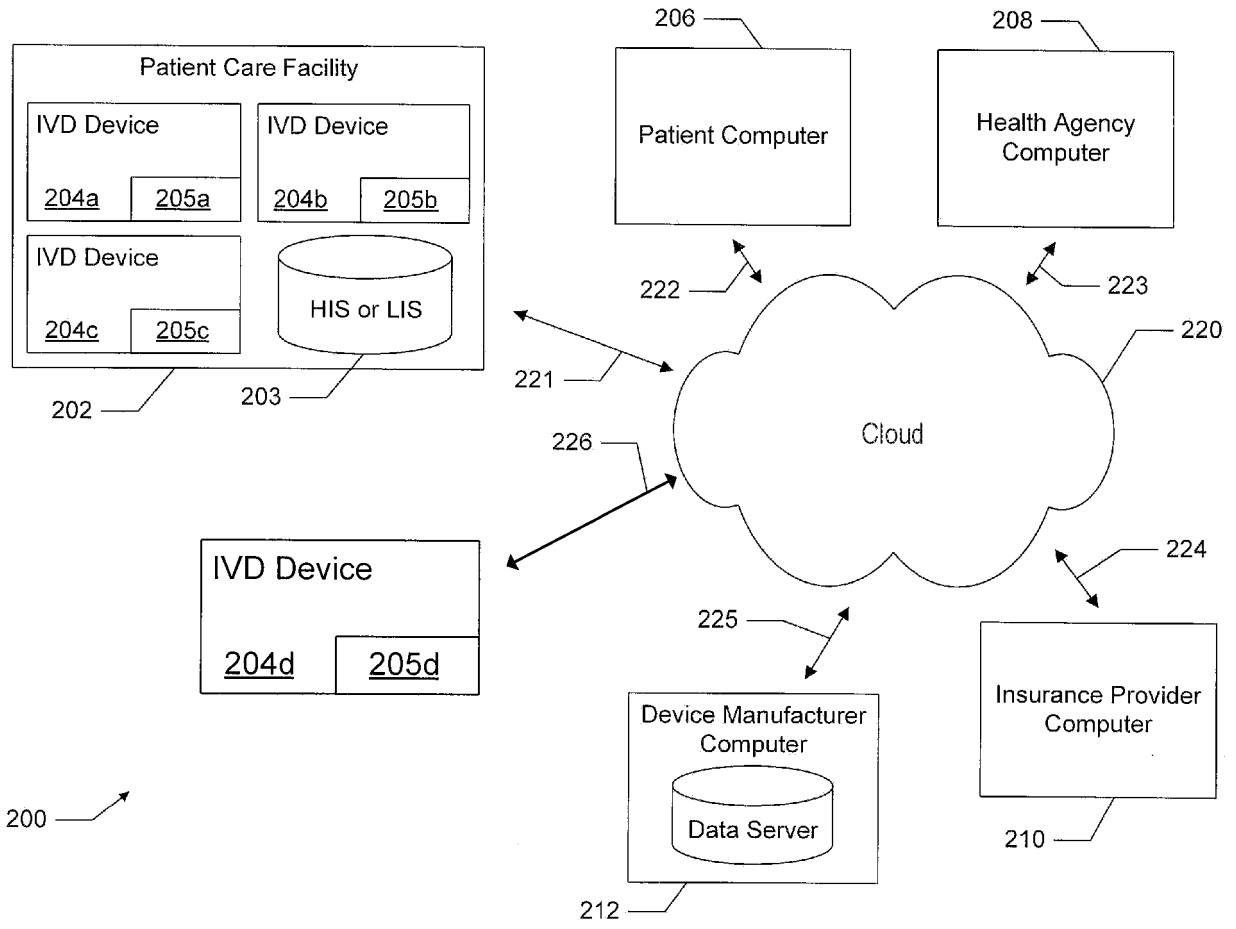 206
208
Patient Care Facility
IVD Device
204a
205a
IVD Device
204b
205b
IVD Device
204c
205c
HIS or LIS
202
203
Patient Computer
Health Agency
Computer
222
223
221
220
226
Cloud
IVD Device
204d
205d
224
225
Device Manufacturer
Computer
Data Server
Insurance Provider
Computer
200
210
212